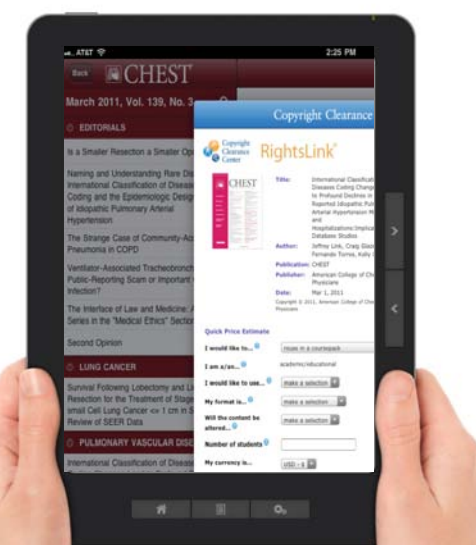 AT&T
2:25 PM
Back
CHEST
March 2011, Vol. 139, No. 3
EDITORIALS
Is a Smaller Resection a Smaller Ope
Naming and Understanding Rare Dis
International Classification of Disease
Coding and the Epidemiologic Design
of Idiopathic Pulmonary Arterial
Hypertension
The Strange Case of Community-Acq
Pneumonia in COPD
Ventilator-Associated Tracheobronch
Public-Reporting Scam or Important
Infection?
The Interface of Law and Medicine: A
Series in the "Medical Ethics" Section
Second Opinion
LUNG CANCER
Survival Following Lobectomy and Li
Resection for the Treatment of Stage
small Cell Lung Cancer <= 1 cm in S
Review of SEER Data
PULMONARY VASCULAR DISE
International Classification of Disease
Copyright Clearance
Copyright
Clearance
Center
RightsLink
CHEST
Title: International Classificati
Diseases Coding Change
to Profound Declines in
Reported Idiopathic Pul
Arterial Hypertension M
and
Hospitalizations:Implica
Database Studies
Author: Jeffrey Link, Craig Glaz
Fernando Torres, Kelly
Publication: CHEST
Publisher: American College of Che
Physicians
Date: Mar 1, 2011
Copyright © 2011, American College of Che
Physicians
Quick Price Estimate
I would like to... reuse in a coursepack
I am a/an... academic/educational
I would like to use... make a selection
My format is... make a selection
Will the content be
altered... make a selection
Number of students
My currency is... USD - $